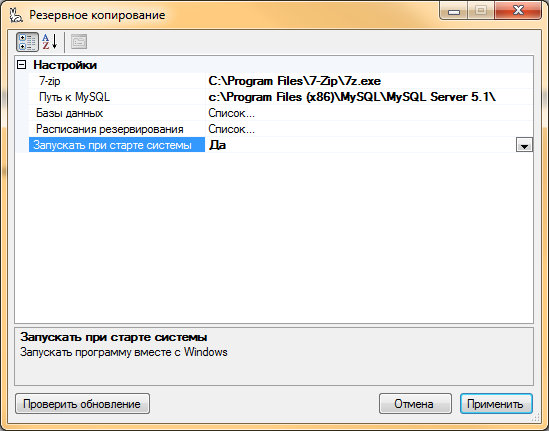 Резервное копирование
Настройки
7-zip C:\Program Files\7-Zip\7z.exe
Путь к MySQL c:\Program Files (x86)\MySQL\MySQL Server 5.1\
Базы данных Список...
Расписания резервирования Список...
Запускать при старте системы Да
Запускать при старте системы
Запускать программу вместе с Windows
Проверить обновление Отмена Применить